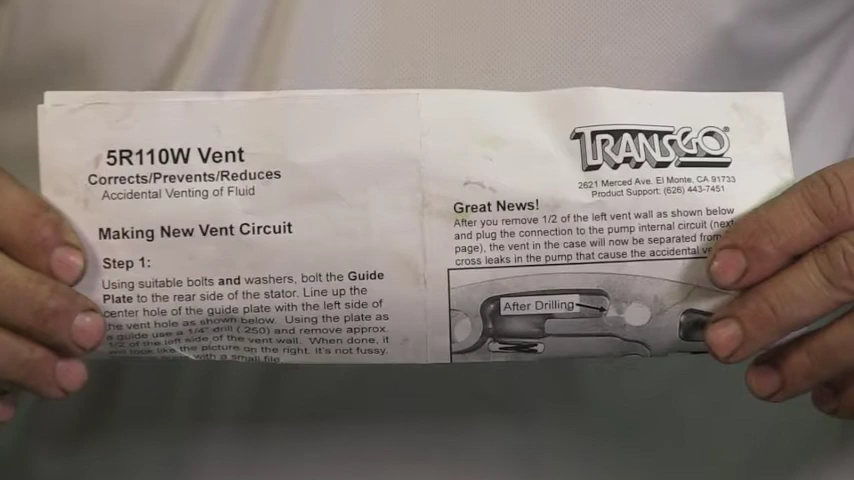 5R110W Vent
Corrects/Prevents/Reduces
Accidental Venting of Fluid
Making New Vent Circuit
Step 1:
Using suitable bolts and washers, bolt the Guide
Plate to the rear side of the stator. Line up the
center hole of the guide plate with the left side of
the vent hole as shown below. Using the plate as
a guide use a 1/4" drill (.250) and remove approx.
1/2 of the left side of the vent wall. When done, it
will look like the picture on the right. It's not fussy.
with a small file
TRANSGO®
2621 Merced Ave. El Monte, CA 91733
Product Support: (626) 443-7451
Great News!
After you remove 1/2 of the left vent wall as shown below
and plug the connection to the pump internal circuit (next
page), the vent in the case will now be separated from
cross leaks in the pump that cause the accidental
After Drilling